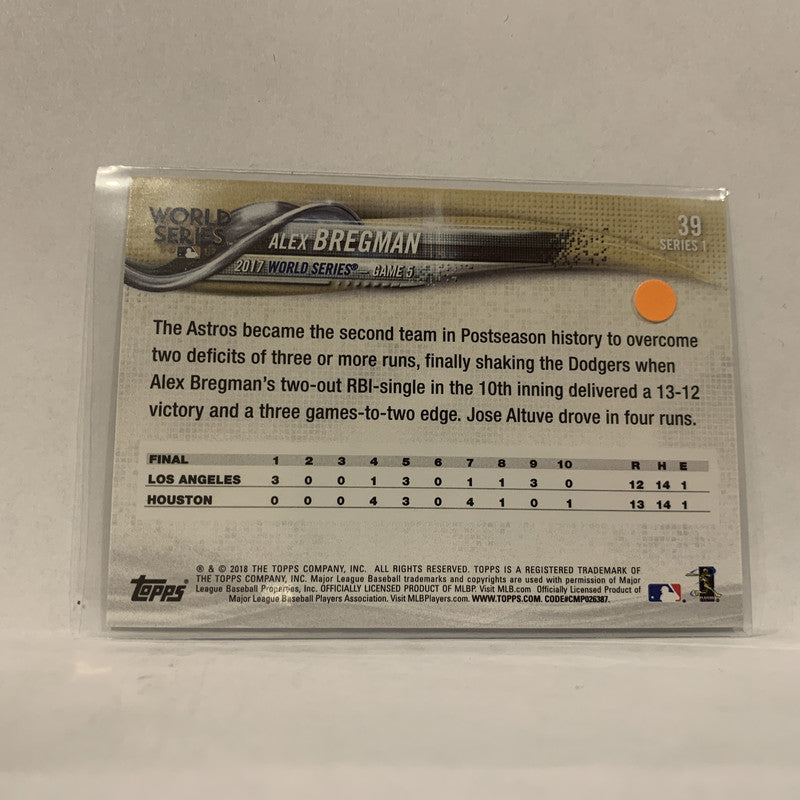 WORLD
SERIES
39
SERIES 1
ALEX BREGMAN
2017 WORLD SERIES® – GAME 5
The Astros became the second team in Postseason history to overcome
two deficits of three or more runs, finally shaking the Dodgers when
Alex Bregman's two-out RBI-single in the 10th inning delivered a 13-12
victory and a three games-to-two edge. Jose Altuve drove in four runs.
FINAL 1 2 3 4 5 6 7 8 9 10 R H E
LOS ANGELES 3 0 0 1 3 0 1 1 3 0 12 14 1
HOUSTON 0 0 0 4 3 0 4 1 0 1 13 14 1
® & © 2018 THE TOPPS COMPANY, INC. ALL RIGHTS RESERVED. TOPPS IS A REGISTERED TRADEMARK OF
THE TOPPS COMPANY, INC. Major League Baseball trademarks and copyrights are used with permission of Major
League Baseball Properties, Inc. OFFICIALLY LICENSED PRODUCT OF MLBP. Visit MLB.com Officially Licensed Product of
Major League Baseball Players Association. Visit MLBPlayers.com. WWW.TOPPS.COM. CODE#CMP026387.
Topps®